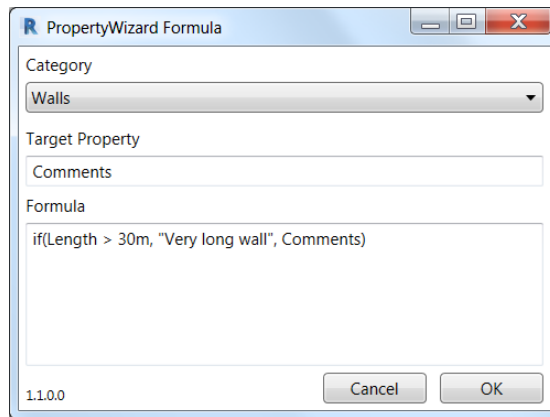 PropertyWizard Formula
Category
Walls
Target Property
Comments
Formula
if(Length > 30m, "Very long wall", Comments)
1.1.0.0
Cancel
OK